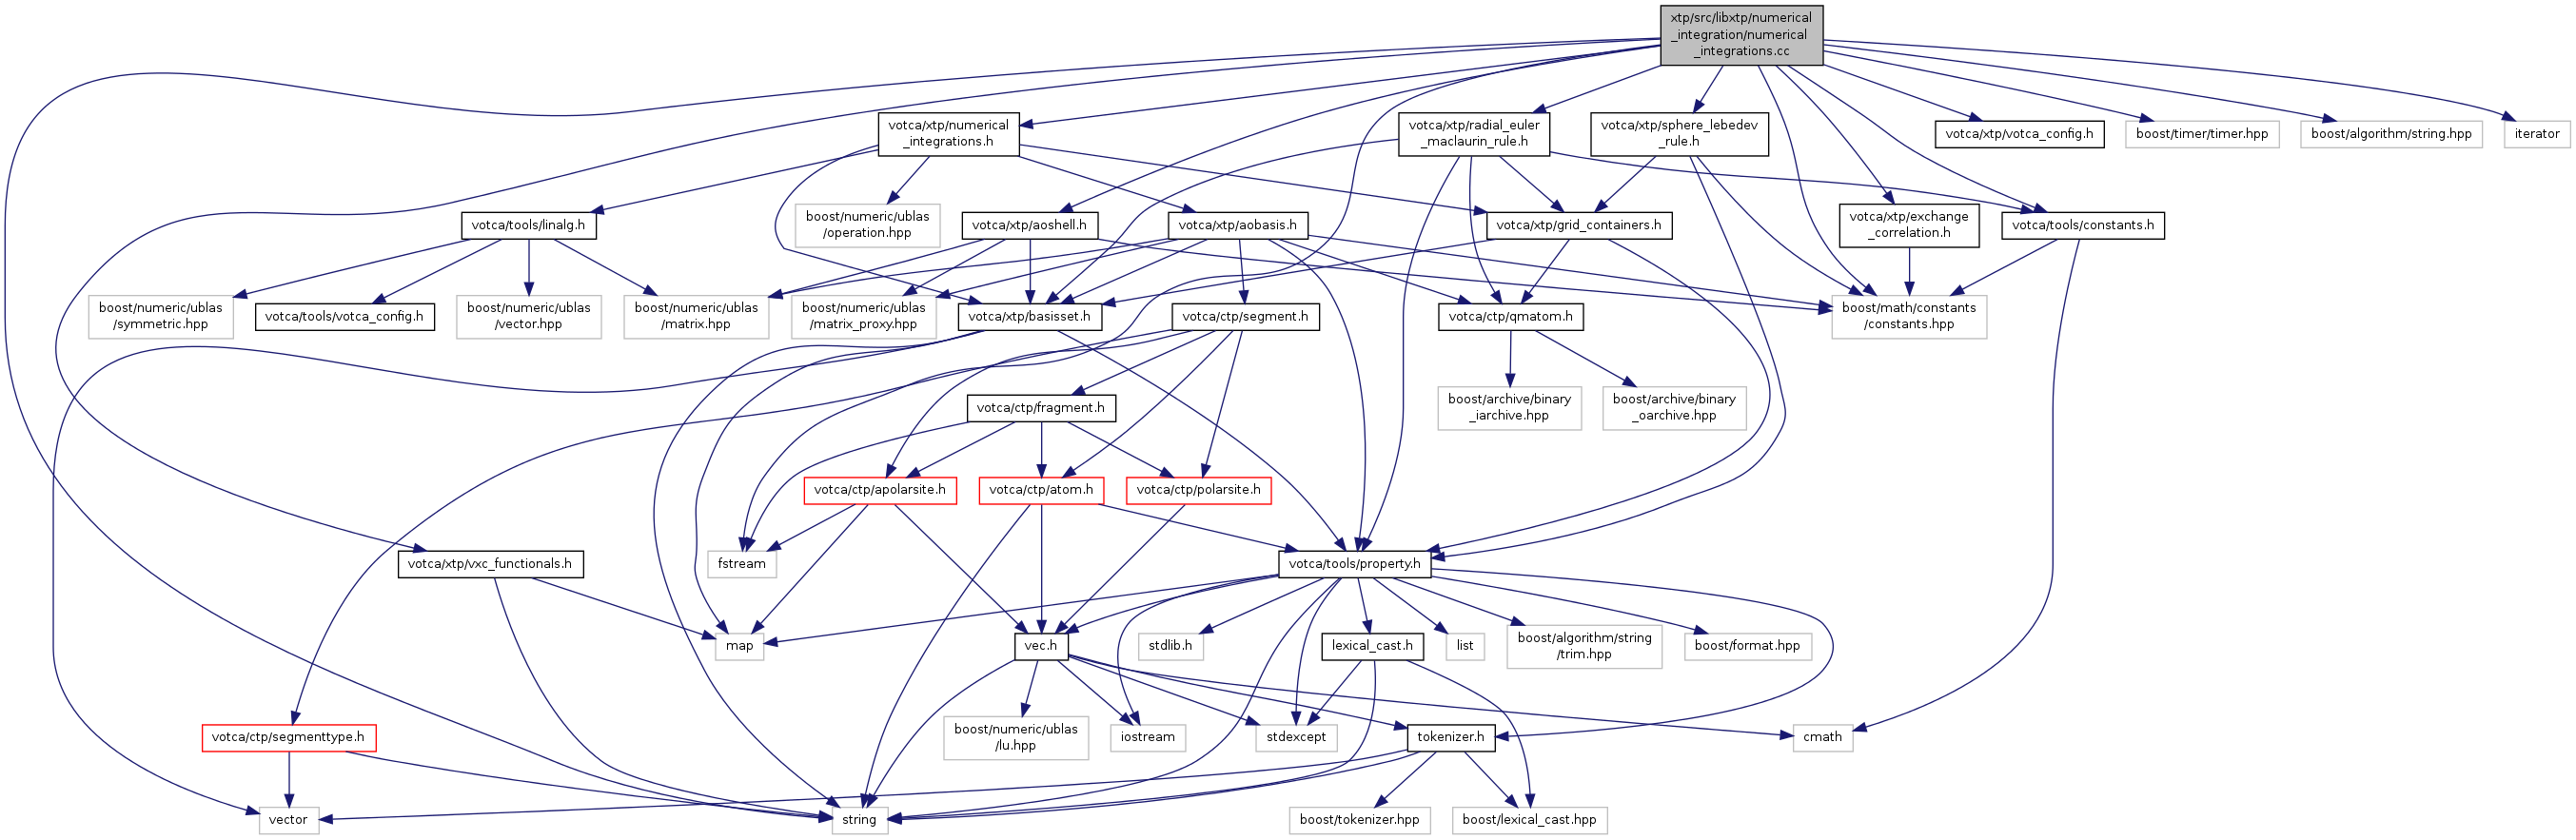 xtp/src/libxtp/numerical
_integration/numerical
_integrations.cc
votca/xtp/numerical
_integrations.h
votca/xtp/radial_euler
_maclaurin_rule.h
votca/xtp/sphere_lebedev
_rule.h
votca/xtp/votca_config.h
boost/timer/timer.hpp
boost/algorithm/string.hpp
iterator
votca/tools/linalg.h
boost/numeric/ublas
/operation.hpp
votca/xtp/aoshell.h
votca/xtp/aobasis.h
votca/xtp/grid_containers.h
votca/xtp/exchange
_correlation.h
votca/tools/constants.h
boost/numeric/ublas
/symmetric.hpp
votca/tools/votca_config.h
boost/numeric/ublas
/vector.hpp
boost/numeric/ublas
/matrix.hpp
boost/numeric/ublas
/matrix_proxy.hpp
votca/xtp/basisset.h
votca/ctp/segment.h
votca/ctp/qmatom.h
boost/math/constants
/constants.hpp
votca/ctp/fragment.h
boost/archive/binary
_iarchive.hpp
boost/archive/binary
_oarchive.hpp
votca/ctp/apolarsite.h
votca/ctp/atom.h
votca/ctp/polarsite.h
votca/xtp/vxc_functionals.h
fstream
votca/tools/property.h
map
vec.h
stdlib.h
lexical_cast.h
list
boost/algorithm/string
/trim.hpp
boost/format.hpp
votca/ctp/segmenttype.h
boost/numeric/ublas
/lu.hpp
iostream
stdexcept
tokenizer.h
cmath
vector
string
boost/tokenizer.hpp
boost/lexical_cast.hpp